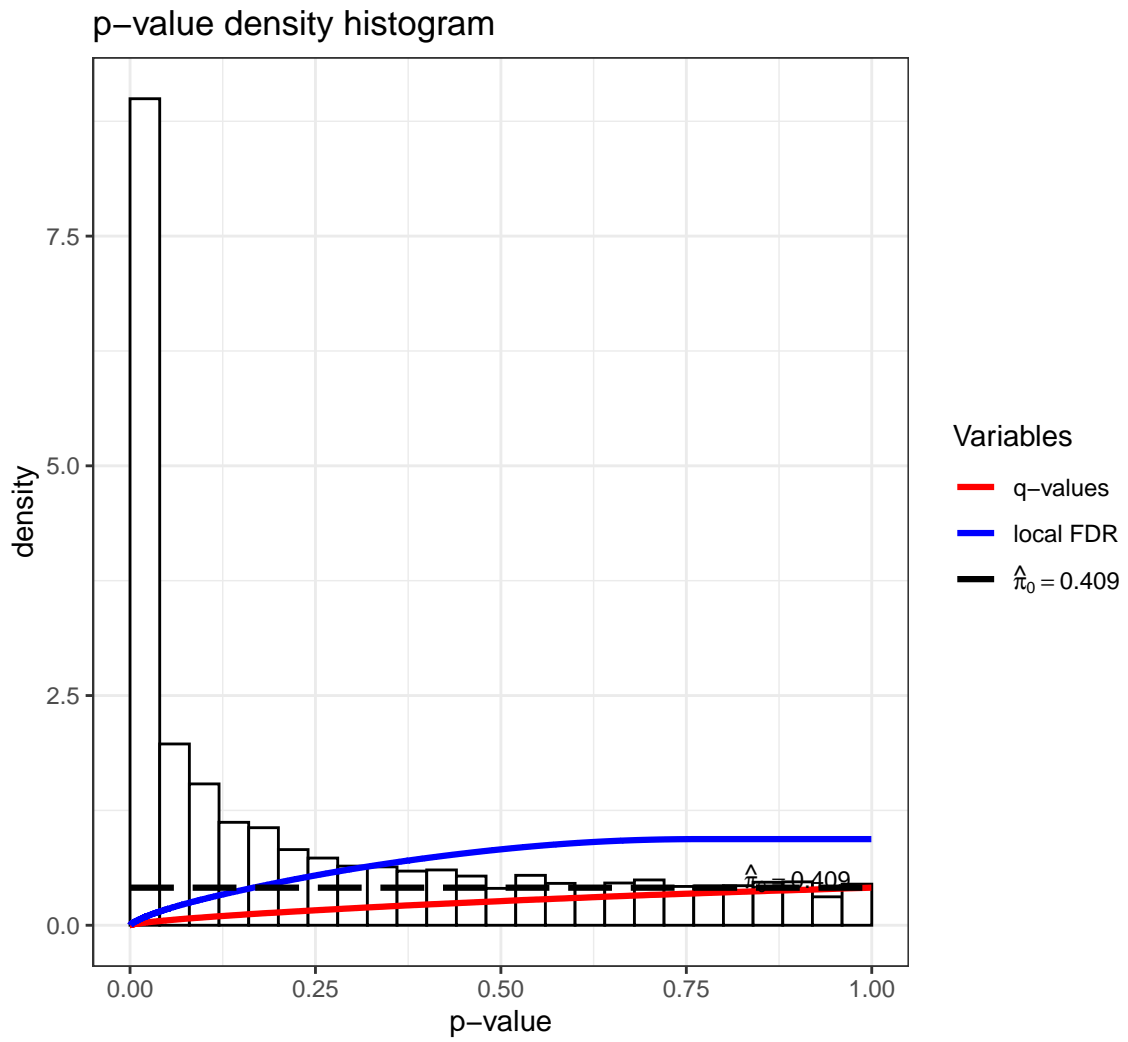 p−value density histogram
density
7.5
5.0
2.5
0.0
0.00 0.25 0.50 0.75 1.00
p−value
π̂₀ = 0.409
Variables
q−values
local FDR
π̂₀ = 0.409